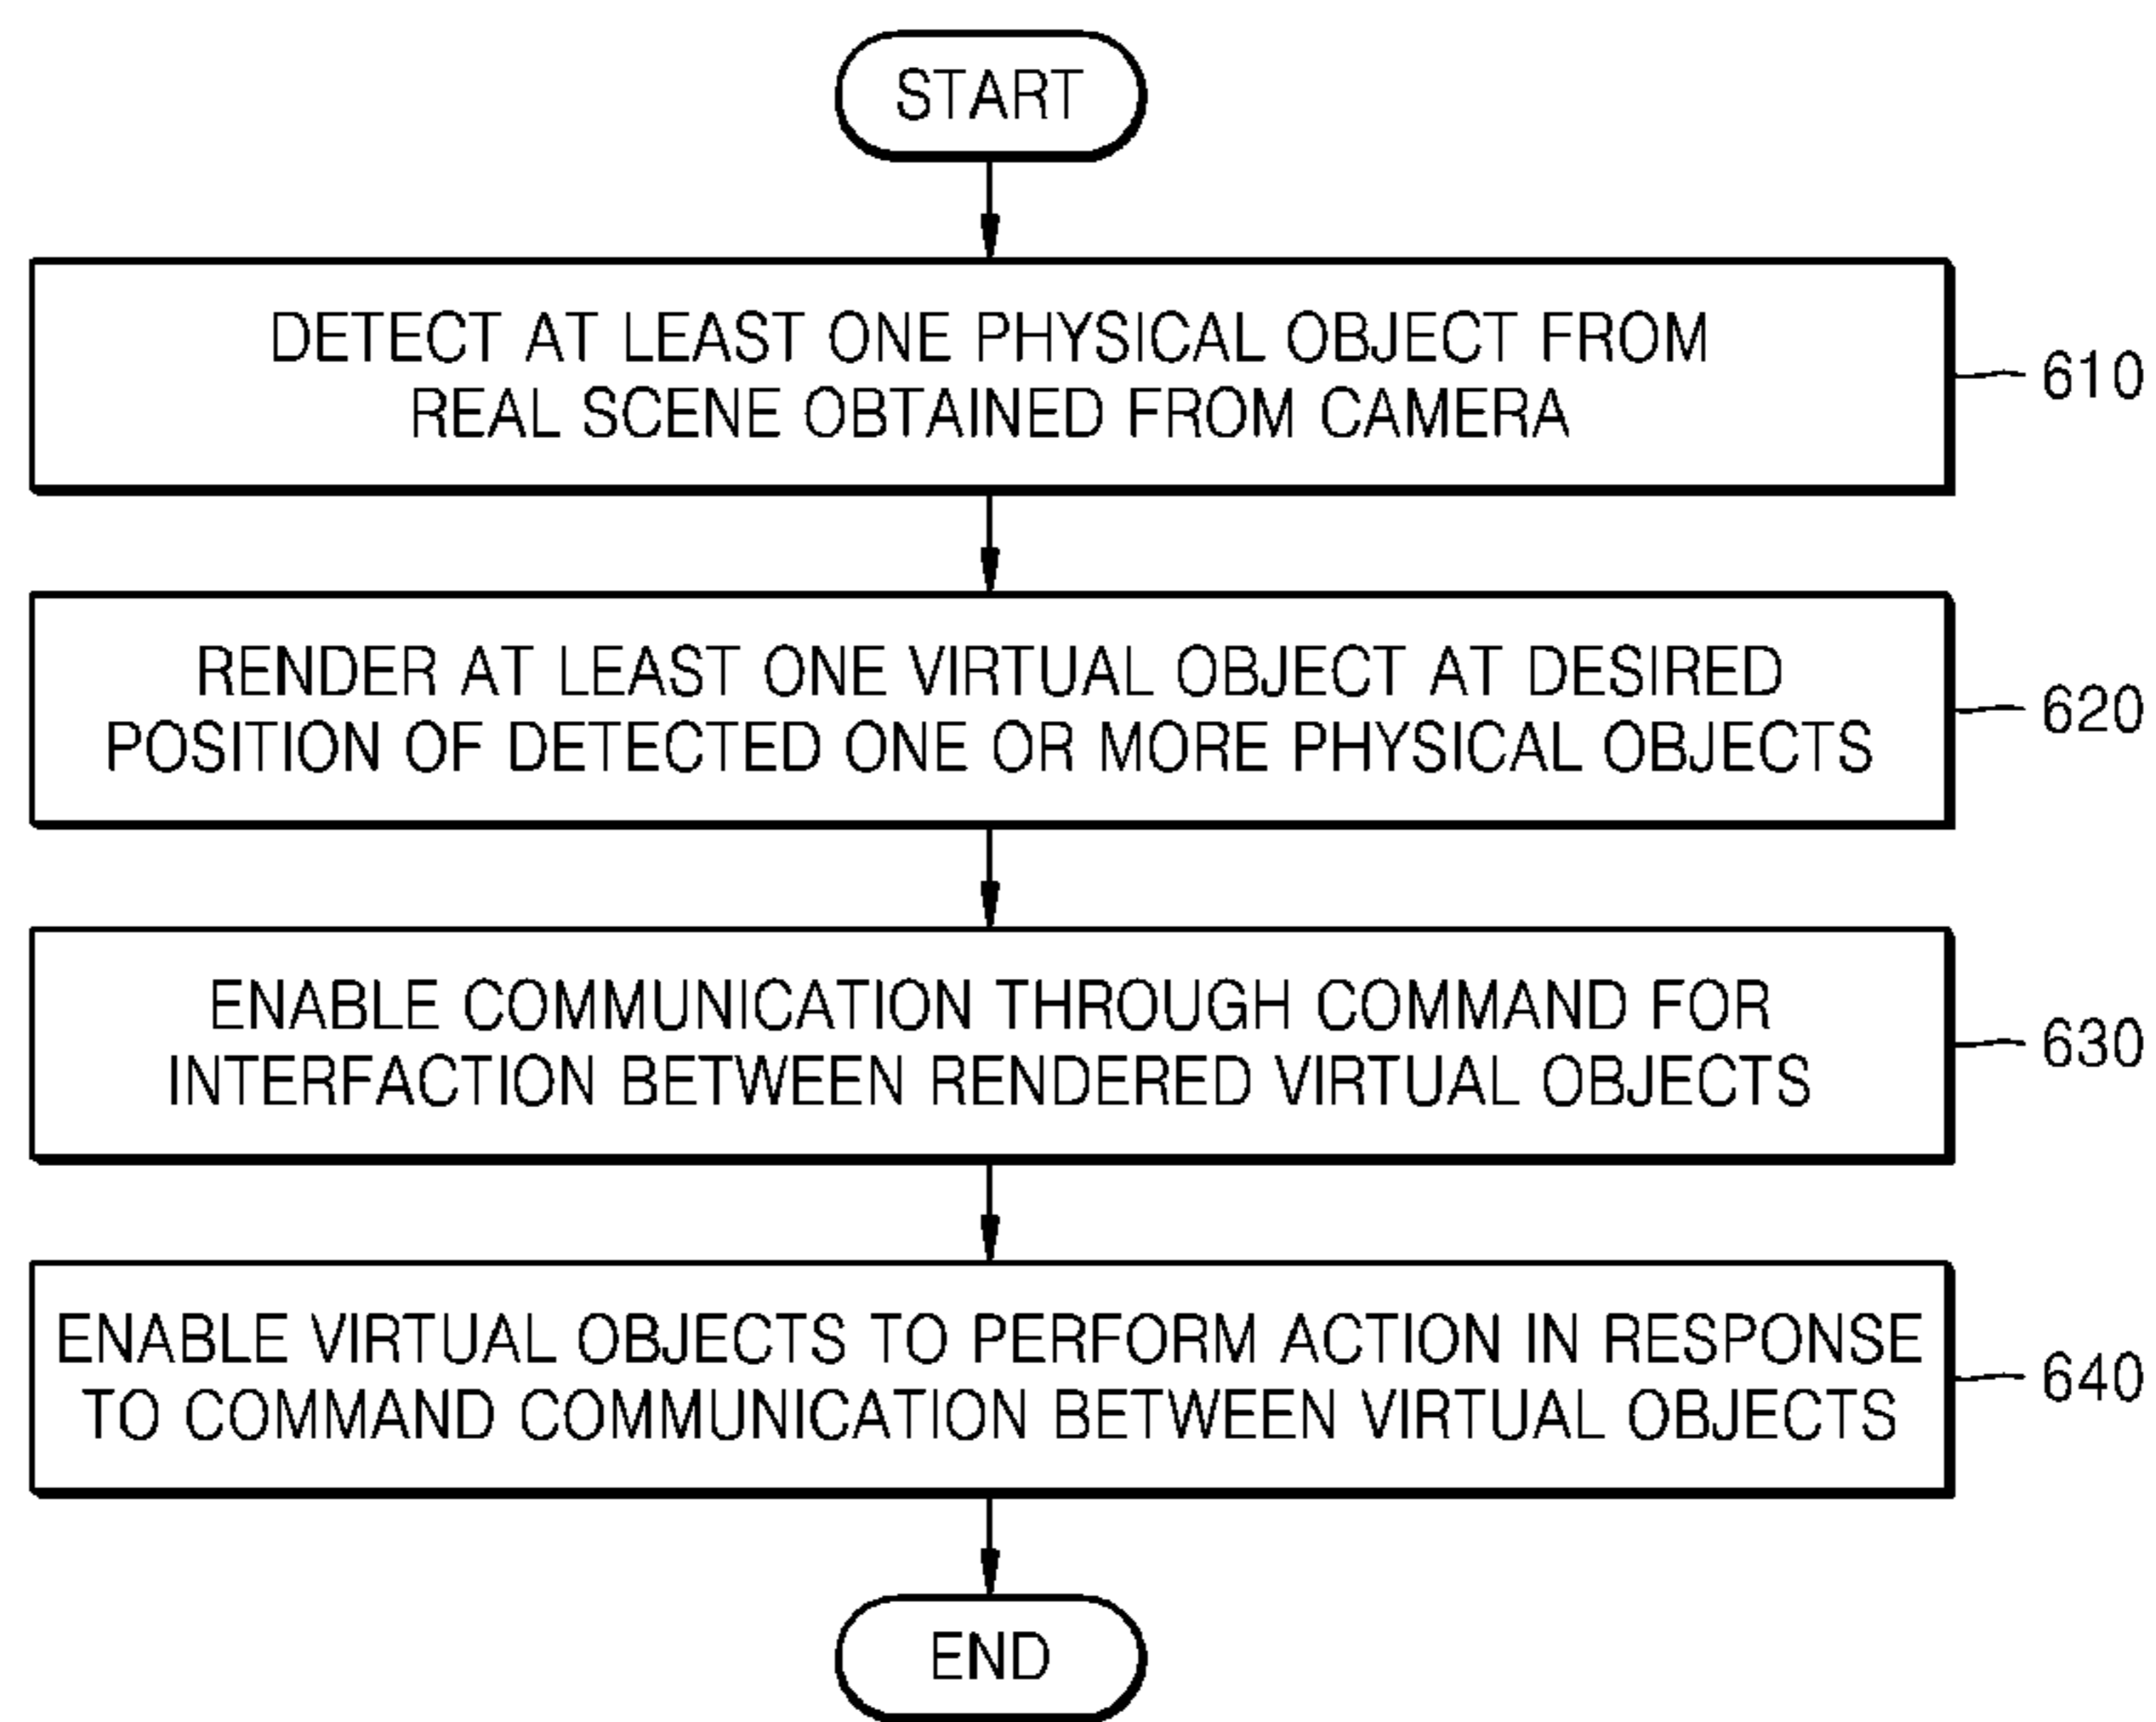 START
DETECT AT LEAST ONE PHYSICAL OBJECT FROM
REAL SCENE OBTAINED FROM CAMERA
610
RENDER AT LEAST ONE VIRTUAL OBJECT AT DESIRED
POSITION OF DETECTED ONE OR MORE PHYSICAL OBJECTS
620
ENABLE COMMUNICATION THROUGH COMMAND FOR
INTERFACTION BETWEEN RENDERED VIRTUAL OBJECTS
630
ENABLE VIRTUAL OBJECTS TO PERFORM ACTION IN RESPONSE
TO COMMAND COMMUNICATION BETWEEN VIRTUAL OBJECTS
640
END